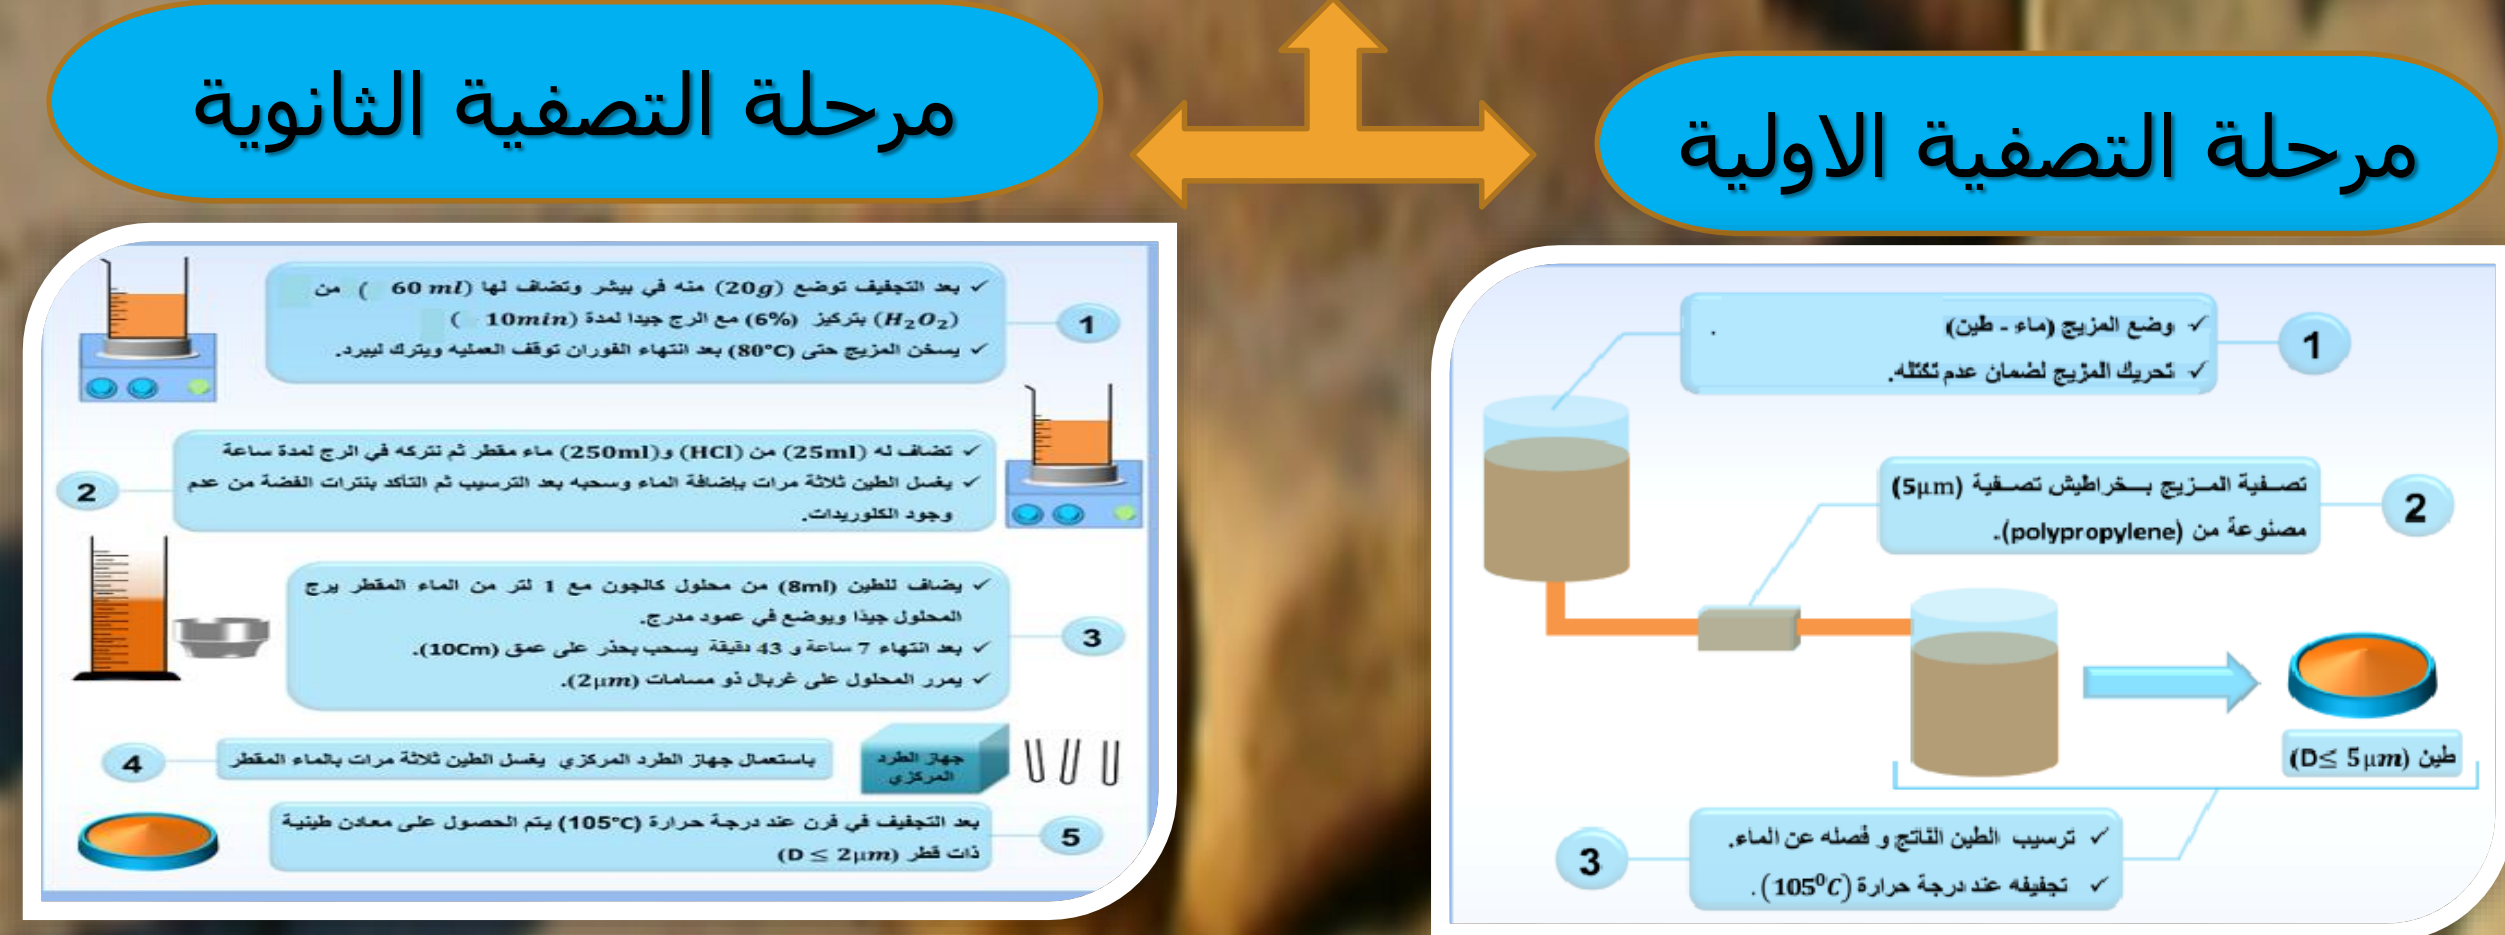 مرحلة التصفية الاولية
1
✓ وضع المزيج (ماء - طين) .
✓ تحريك المزيج لضمان عدم تكتله.
2
تصفية المزيج بخراطيش تصفية (5μm)
مصنوعة من (polypropylene).
طين (D≤ 5μm)
3
✓ ترسيب الطين الناتج و فصله عن الماء.
✓ تجفيفه عند درجة حرارة (105⁰C).
مرحلة التصفية الثانوية
1
✓ بعد التجفيف توضع (20g) منه في بيشر وتضاف لها (60 ml) من
(H₂O₂) بتركيز (6%) مع الرج جيدا لمدة (10min)
✓ يسخن المزيج حتى (80°C) بعد انتهاء الفوران توقف العمليه ويترك ليبرد.
2
✓ تضاف له (25ml) من (HCl) و(250ml) ماء مقطر ثم نتركه في الرج لمدة ساعة
✓ يغسل الطين ثلاثة مرات بإضافة الماء وسحبه بعد الترسيب ثم التأكد بنترات الفضة من عدم
وجود الكلوريدات.
3
✓ يضاف للطين (8ml) من محلول كالجون مع 1 لتر من الماء المقطر يرج
المحلول جيدًا ويوضع في عمود مدرج.
✓ بعد انتهاء 7 ساعة و 43 دقيقة يسحب بحذر على عمق (10Cm).
✓ يمرر المحلول على غربال ذو مسامات (2μm).
4
باستعمال جهاز الطرد المركزي يغسل الطين ثلاثة مرات بالماء المقطر
جهاز الطرد
المركزي
5
بعد التجفيف في فرن عند درجة حرارة (105°C) يتم الحصول على معادن طينية
ذات قطر (D ≤ 2μm)